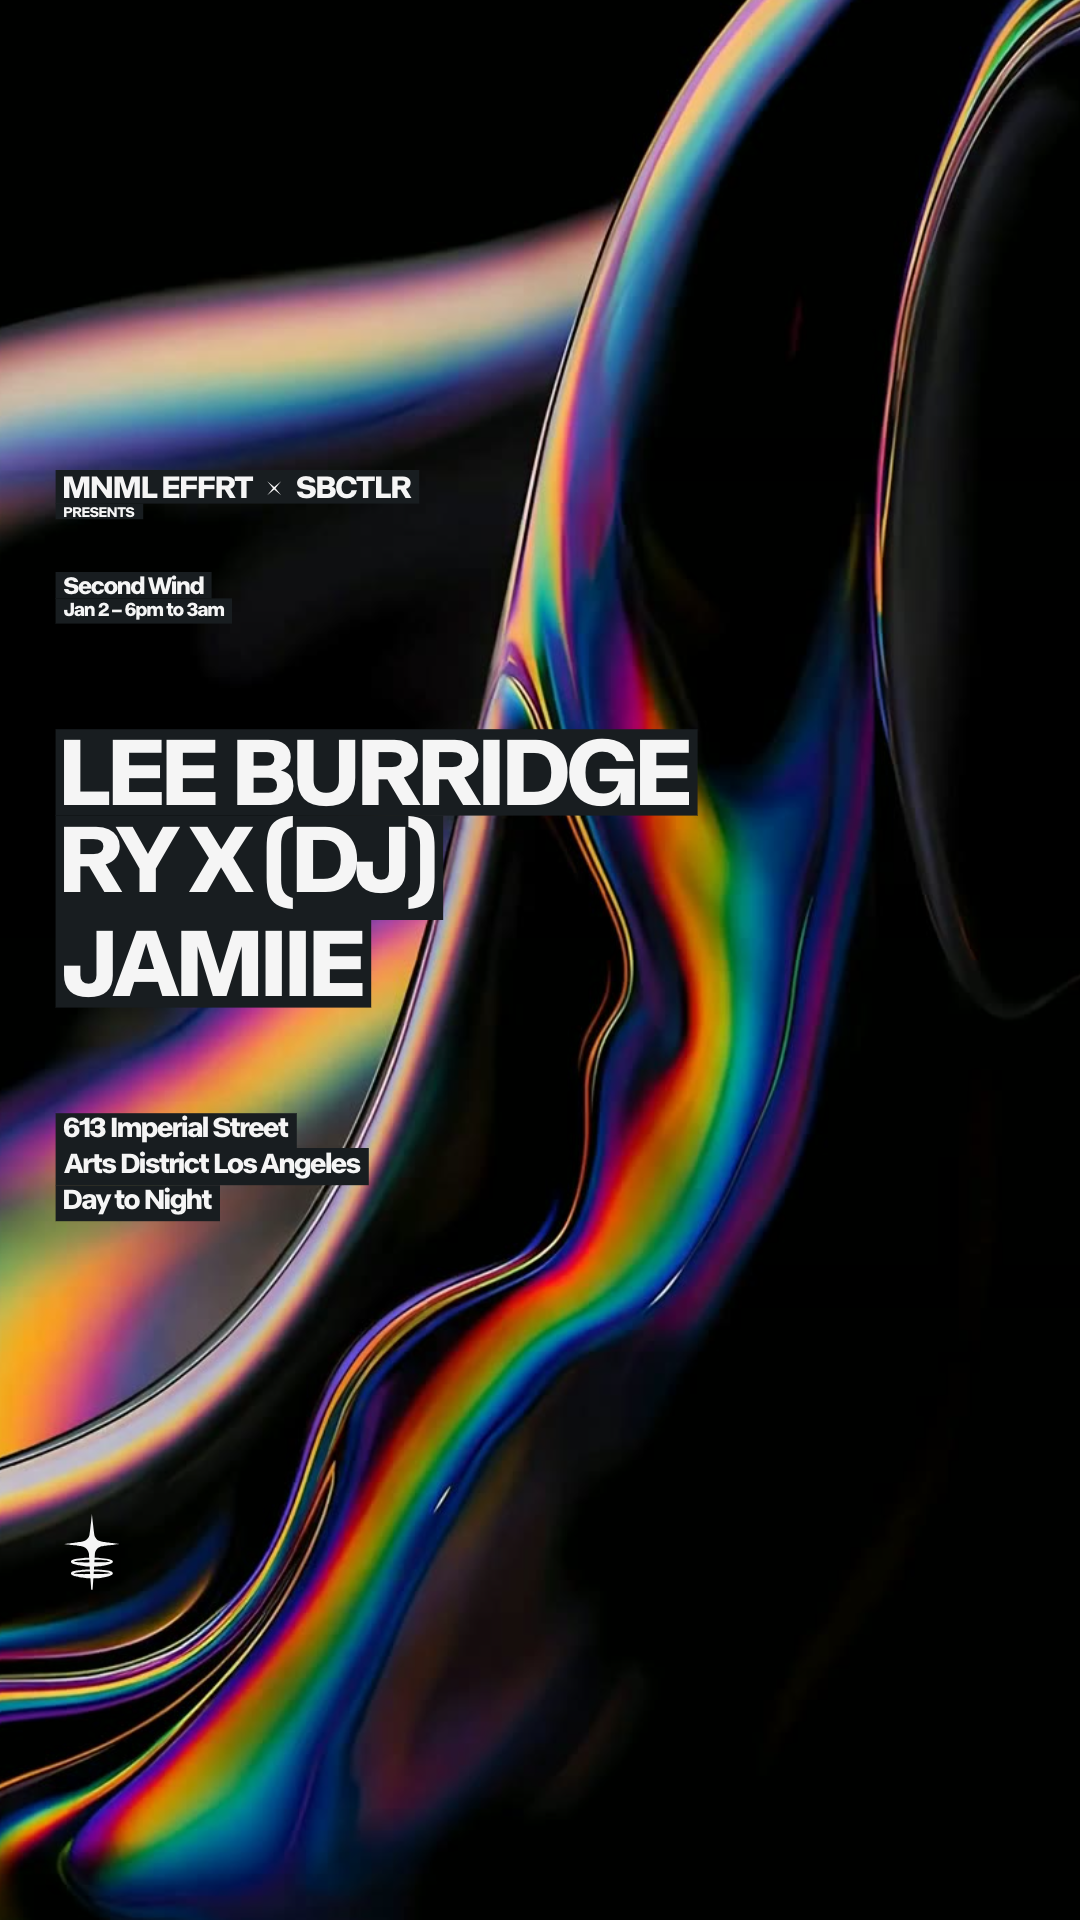 MNML EFFRT × SBCTLR
PRESENTS
Second Wind
Jan 2 – 6pm to 3am
LEE BURRIDGE
RY X (DJ)
JAMIIE
613 Imperial Street
Arts District Los Angeles
Day to Night